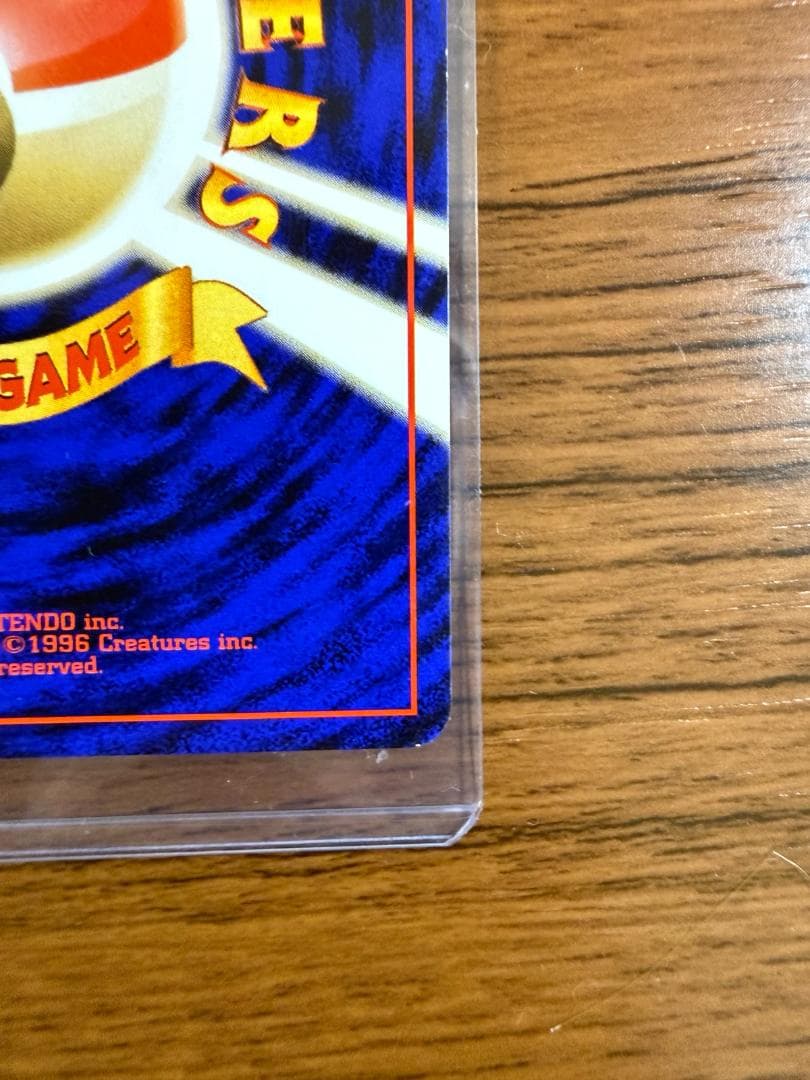 ERS
GAME
TENDO inc.
©1996 Creatures inc.
reserved.